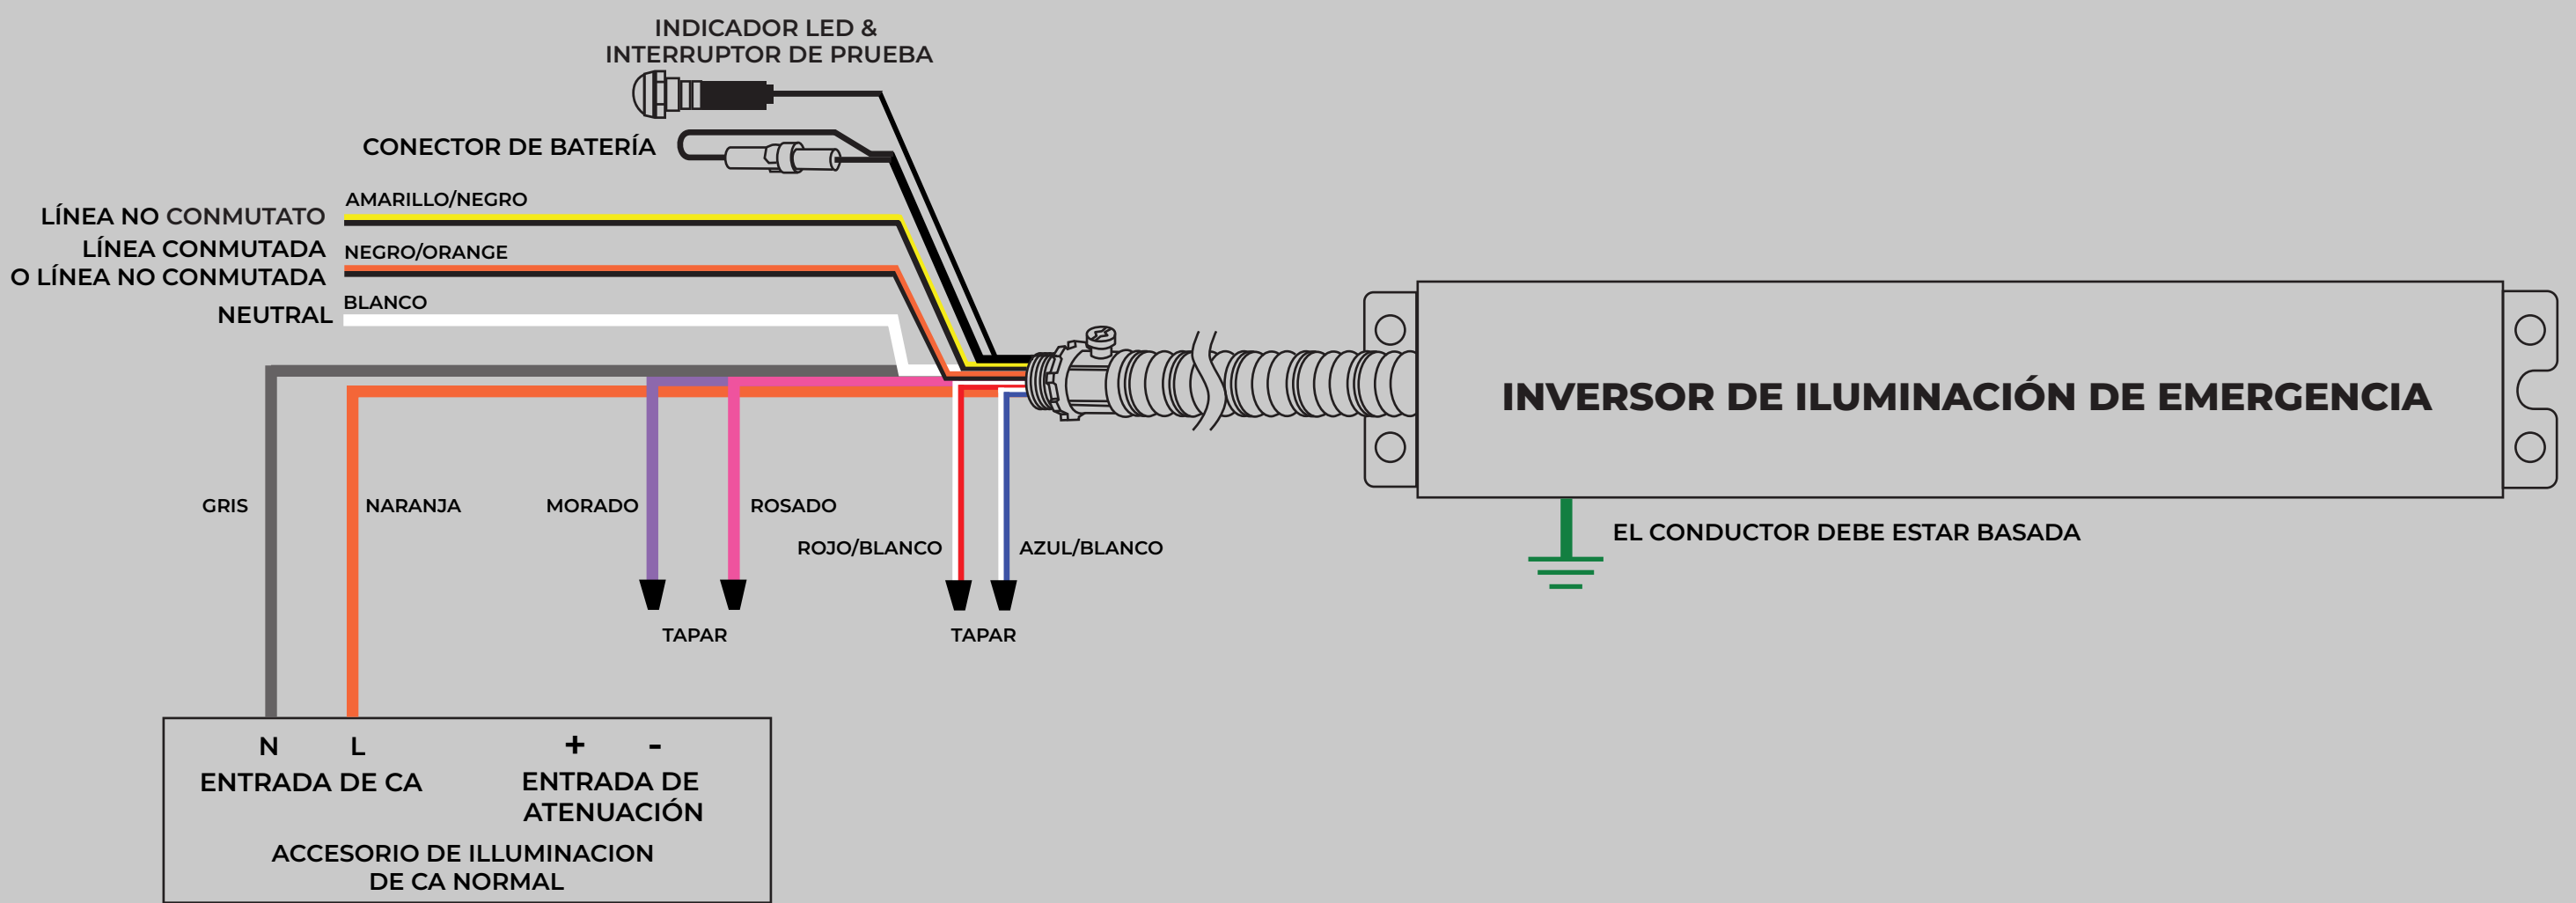 INDICADOR LED &
INTERRUPTOR DE PRUEBA
CONECTOR DE BATERÍA
AMARILLO/NEGRO
LÍNEA NO CONMUTATO
LÍNEA CONMUTADA
O LÍNEA NO CONMUTADA
NEGRO/ORANGE
BLANCO
NEUTRAL
INVERSOR DE ILUMINACIÓN DE EMERGENCIA
GRIS
NARANJA
MORADO
ROSADO
ROJO/BLANCO
AZUL/BLANCO
EL CONDUCTOR DEBE ESTAR BASADA
TAPAR
TAPAR
N L
ENTRADA DE CA
+ -
ENTRADA DE
ATENUACIÓN
ACCESORIO DE ILLUMINACION
DE CA NORMAL